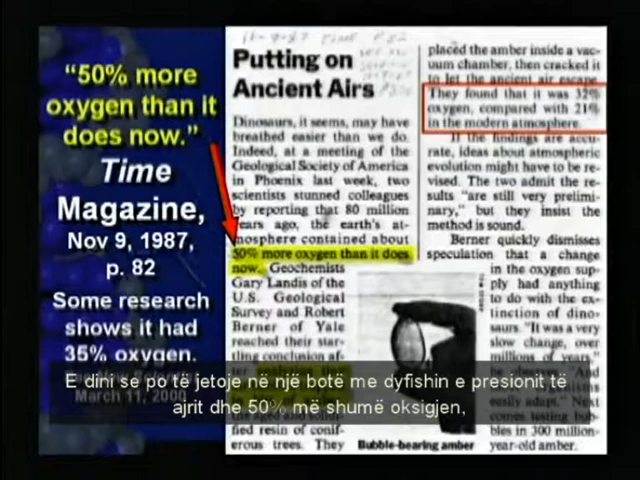 “50% more
oxygen than it
does now.”
Time
Magazine,
Nov 9, 1987,
p. 82
Some research
shows it had
35% oxygen.
March 11, 2000
Putting on
Ancient Airs
Dinosaurs, it seems, may have
breathed easier than we do.
Indeed, at a meeting of the
Geological Society of America
in Phoenix last week, two
scientists stunned colleagues
by reporting that 80 million
years ago, the earth's at-
mosphere contained about
50% more oxygen than it does
now. Geochemists
Gary Landis of the
U.S. Geological
Survey and Robert
Berner of Yale
reached their star-
tling conclusion af-
fied resin of conif-
erous trees. They
placed the amber inside a vac-
uum chamber, then cracked it
to let the ancient air escape.
They found that it was 32%
oxygen, compared with 21%
in the modern atmosphere.
If the findings are accu-
rate, ideas about atmospheric
evolution might have to be re-
vised. The two admit the re-
sults "are still very prelimi-
nary," but they insist the
method is sound.
Berner quickly dismisses
speculation that a change
in the oxygen sup-
ply had anything
to do with the ex-
tinction of dino-
saurs. "It was a very
slow change, over
millions of years,"
easily adapt." Next
comes testing bub-
bles in 300 million-
year-old amber.
Bubble-bearing amber
E dini se po të jetoje në një botë me dyfishin e presionit të
ajrit dhe 50% më shumë oksigjen,